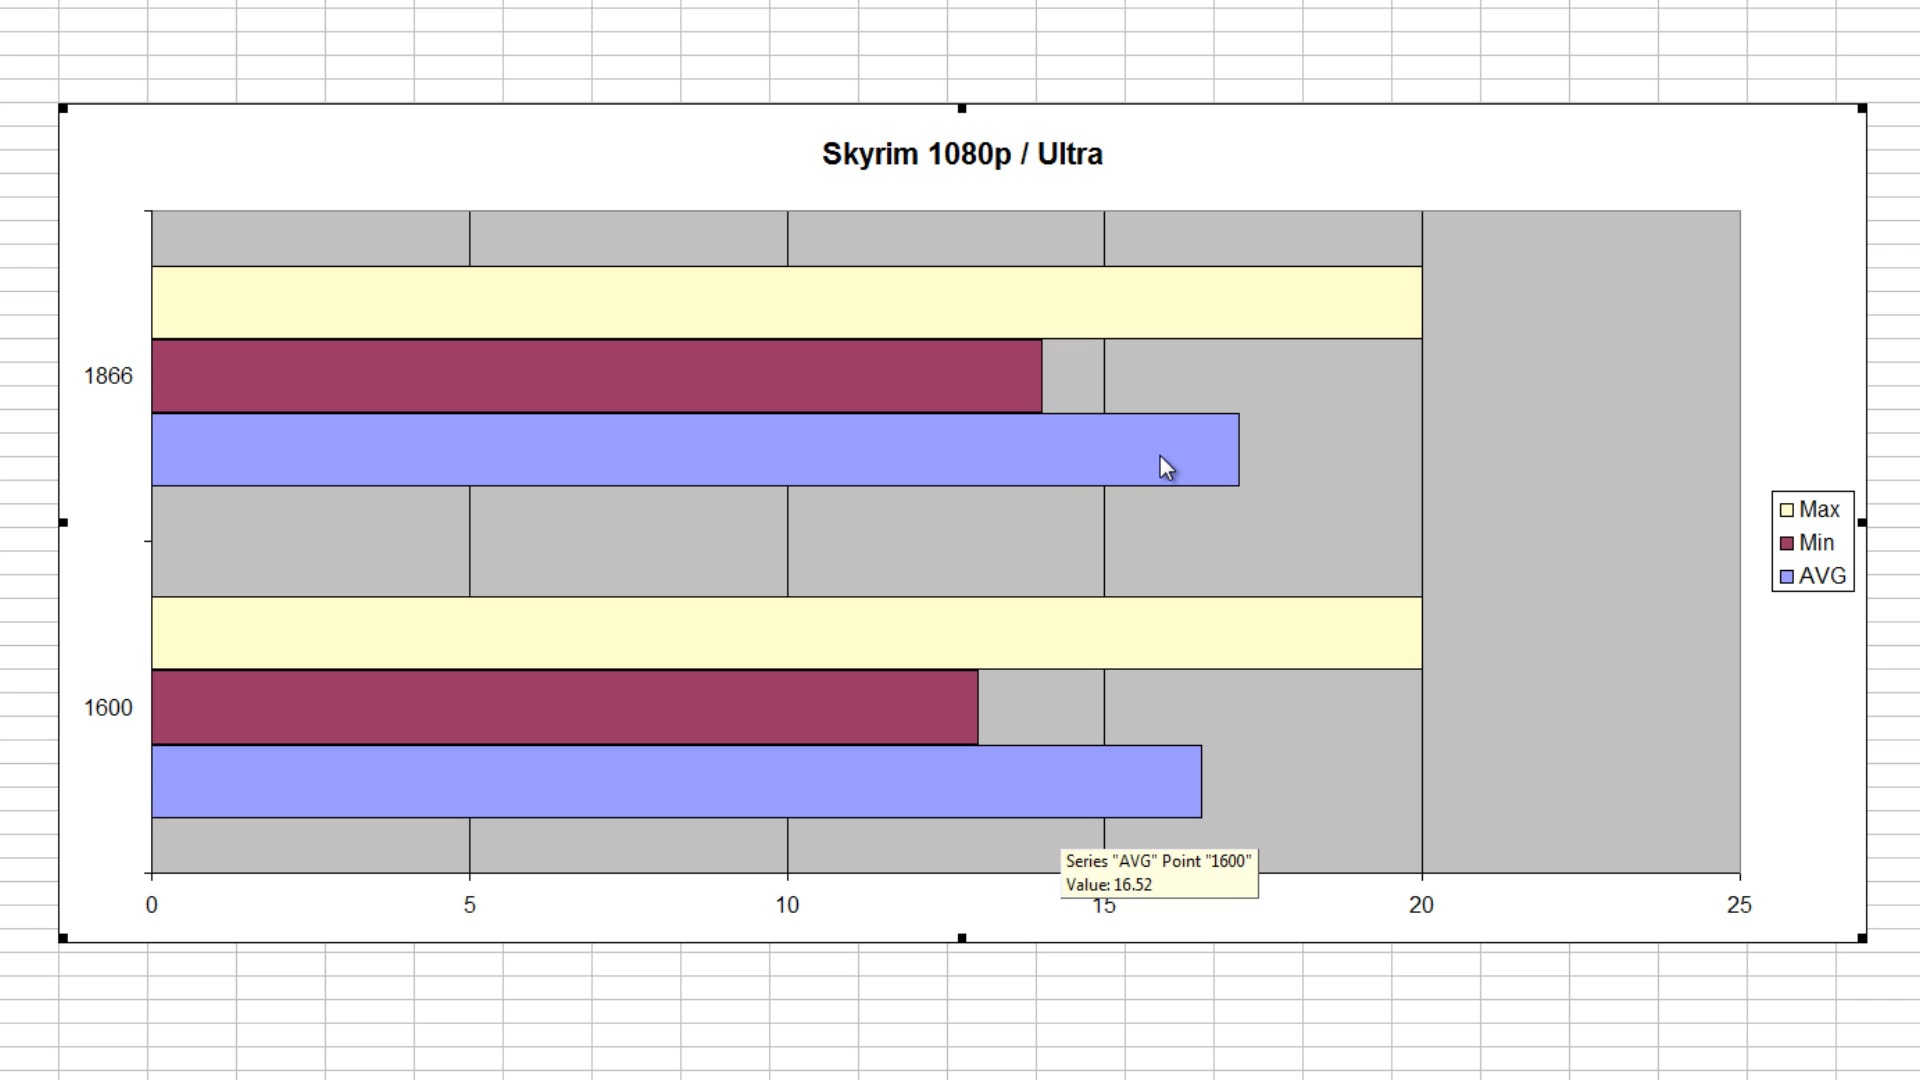 Skyrim 1080p / Ultra
1866
1600
Max
Min
AVG
Series "AVG" Point "1600"
Value: 16.52
0 5 10 15 20 25